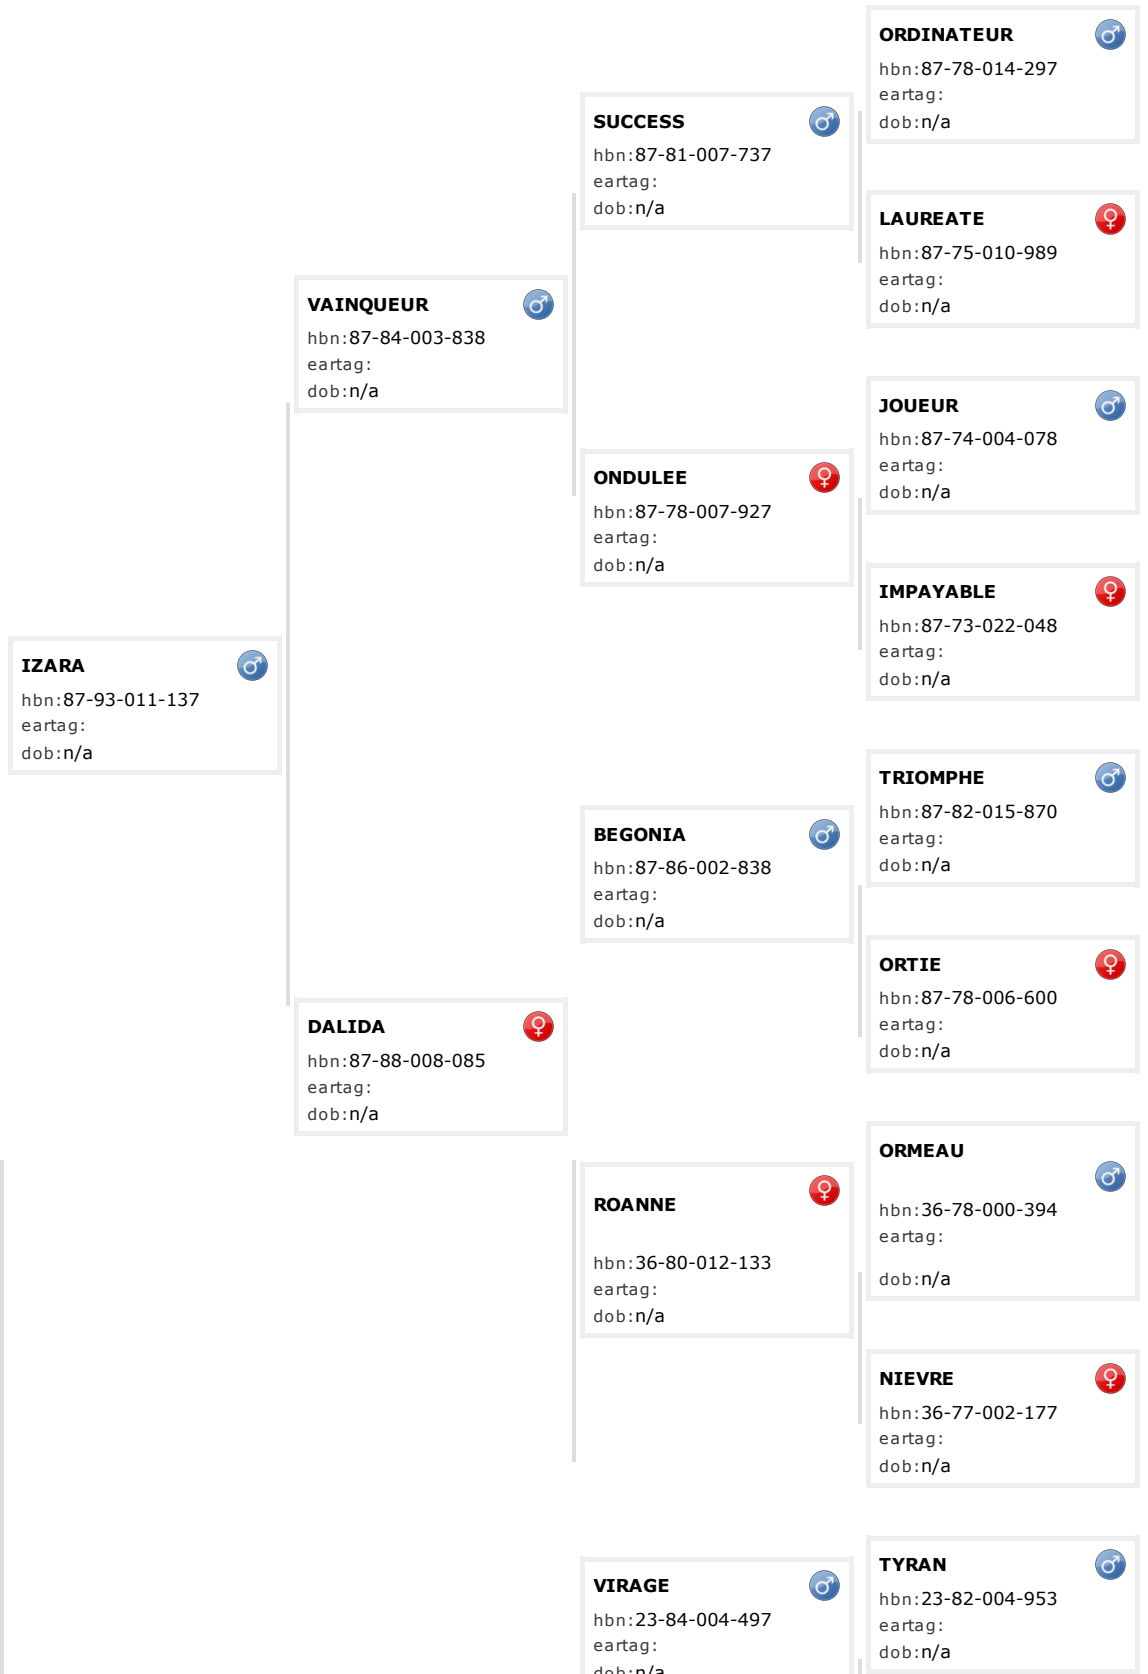 ORDINATEUR
hbn:87-78-014-297
eartag:
dob:n/a
SUCCESS
hbn:87-81-007-737
eartag:
dob:n/a
LAUREATE
hbn:87-75-010-989
eartag:
dob:n/a
VAINQUEUR
hbn:87-84-003-838
eartag:
dob:n/a
JOUEUR
hbn:87-74-004-078
eartag:
dob:n/a
ONDULEE
hbn:87-78-007-927
eartag:
dob:n/a
IMPAYABLE
hbn:87-73-022-048
eartag:
dob:n/a
IZARA
hbn:87-93-011-137
eartag:
dob:n/a
TRIOMPHE
hbn:87-82-015-870
eartag:
dob:n/a
BEGONIA
hbn:87-86-002-838
eartag:
dob:n/a
ORTIE
hbn:87-78-006-600
eartag:
dob:n/a
DALIDA
hbn:87-88-008-085
eartag:
dob:n/a
ORMEAU
hbn:36-78-000-394
eartag:
dob:n/a
ROANNE
hbn:36-80-012-133
eartag:
dob:n/a
NIEVRE
hbn:36-77-002-177
eartag:
dob:n/a
TYRAN
hbn:23-82-004-953
eartag:
dob:n/a
VIRAGE
hbn:23-84-004-497
eartag:
dob:n/a